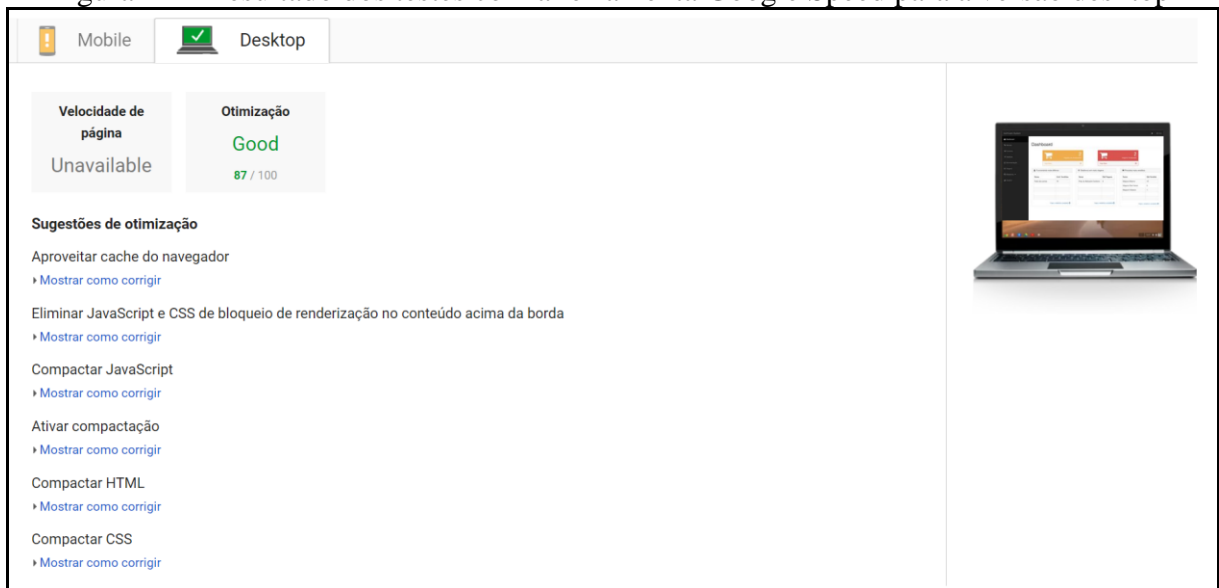 Mobile
Desktop
Velocidade de
página
Unavailable
Otimização
Good
87 / 100
Sugestões de otimização
Aproveitar cache do navegador
Mostrar como corrigir
Eliminar JavaScript e CSS de bloqueio de renderização no conteúdo acima da borda
Mostrar como corrigir
Compactar JavaScript
Mostrar como corrigir
Ativar compactação
Mostrar como corrigir
Compactar HTML
Mostrar como corrigir
Compactar CSS
Mostrar como corrigir
Dashboard